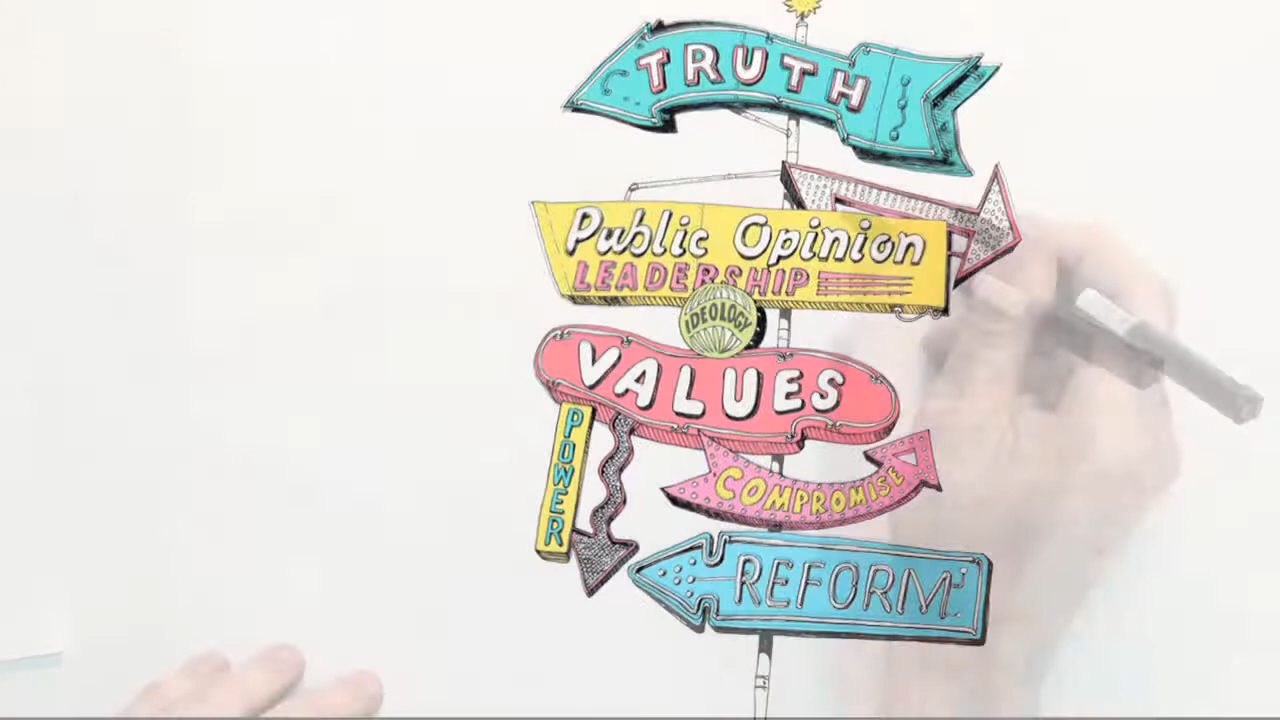 TRUTH
Public Opinion
LEADERSHIP
IDEOLOGY
VALUES
POWER
COMPROMISE
REFORM